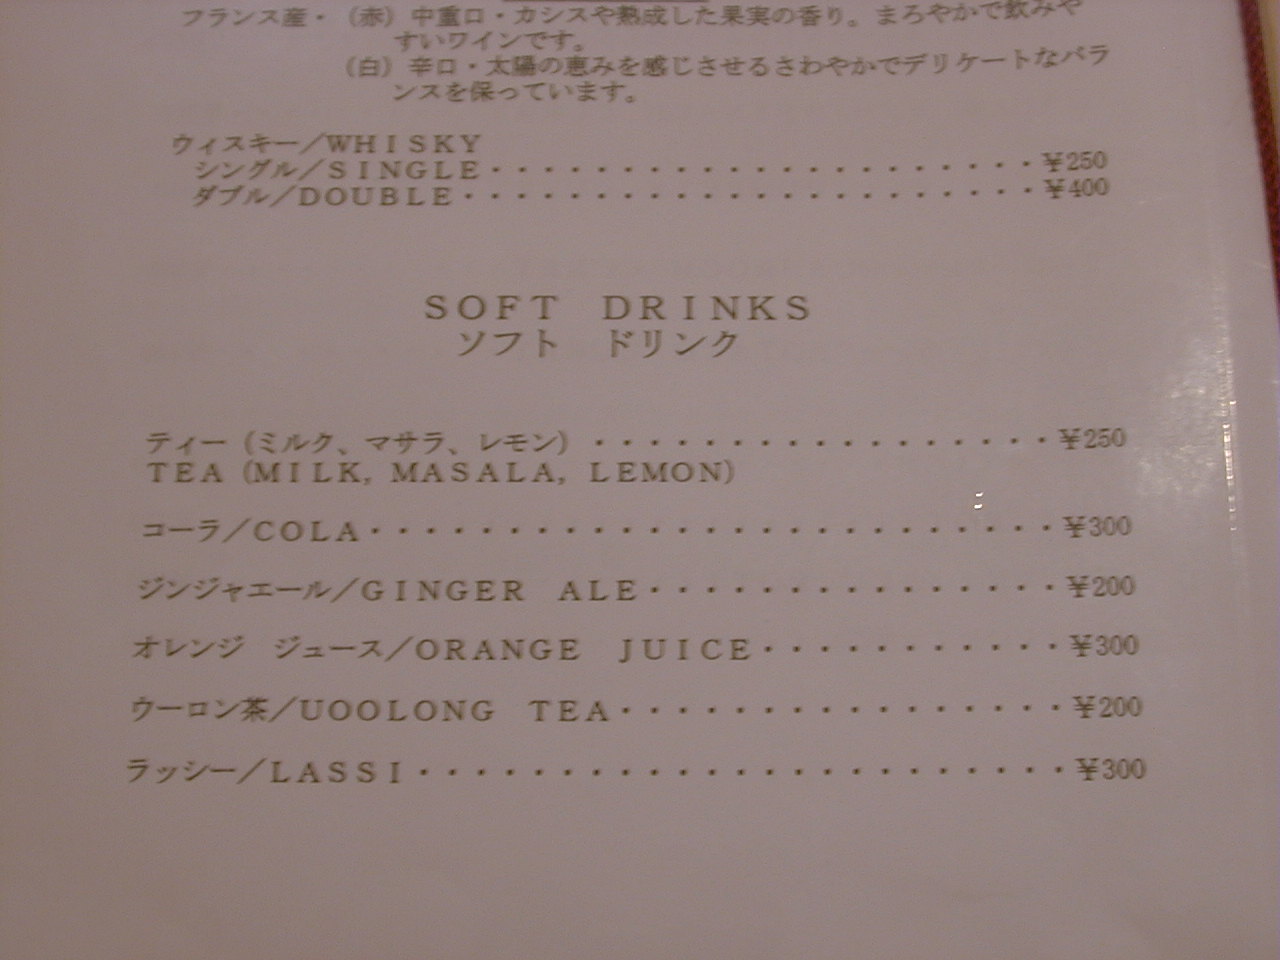 フランス産・（赤）中重口・カシスや熟成した果実の香り。まろやかで飲みや
すいワインです。
（白）辛口・太陽の恵みを感じさせるさわやかでデリケートなバラ
ンスを保っています。
ウィスキー／WHISKY
シングル／SINGLE・・・・・・・・・・・・・・・・・・・・・¥250
ダブル／DOUBLE・・・・・・・・・・・・・・・・・・・・・・¥400
SOFT DRINKS
ソフト ドリンク
ティー（ミルク、マサラ、レモン）・・・・・・・・・・・・・・・・・¥250
TEA（MILK, MASALA, LEMON）
コーラ／COLA・・・・・・・・・・・・・・・・・・・・・・・・・¥300
ジンジャエール／GINGER ALE・・・・・・・・・・・・・・・¥200
オレンジ ジュース／ORANGE JUICE・・・・・・・・・・・¥300
ウーロン茶／UOOLONG TEA・・・・・・・・・・・・・・・・¥200
ラッシー／LASSI・・・・・・・・・・・・・・・・・・・・・・・¥300